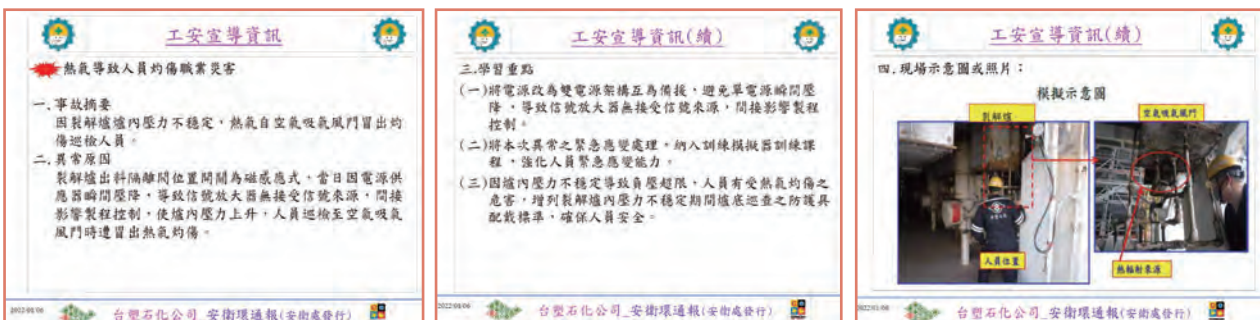 工安宣導資訊
熱氣導致人員灼傷職業災害
一.事故摘要
因裂解爐爐內壓力不穩定,熱氣自空氣吸氣風門冒出灼
傷巡檢人員。
二.異常原因
裂解爐出料隔離閥位置開關為磁感應式,當日因電源供
應器瞬間壓降,導致信號放大器無接受信號來源,間接
影響製程控制,使爐內壓力上升,人員巡檢至空氣吸氣
風門時遭冒出熱氣灼傷。
台塑石化公司_安衛環通報(安衛處發行)
工安宣導資訊(續)
三.學習重點
(一)將電源改為雙電源架構互為備援,避免單電源瞬間壓
降,導致信號放大器無接受信號來源,間接影響製程
控制。
(二)將本次異常之緊急應變處理,納入訓練模擬器訓練課
程,強化人員緊急應變能力。
(三)因爐內壓力不穩定導致負壓超限,人員有受熱氣灼傷之
危害,增列裂解爐內壓力不穩定期間爐底巡查之防護具
配戴標準,確保人員安全。
台塑石化公司_安衛環通報(安衛處發行)
工安宣導資訊(續)
四.現場示意圖或照片:
模擬示意圖
裂解爐
空氣吸氣風門
人員位置
熱輻射來源
台塑石化公司_安衛環通報(安衛處發行)